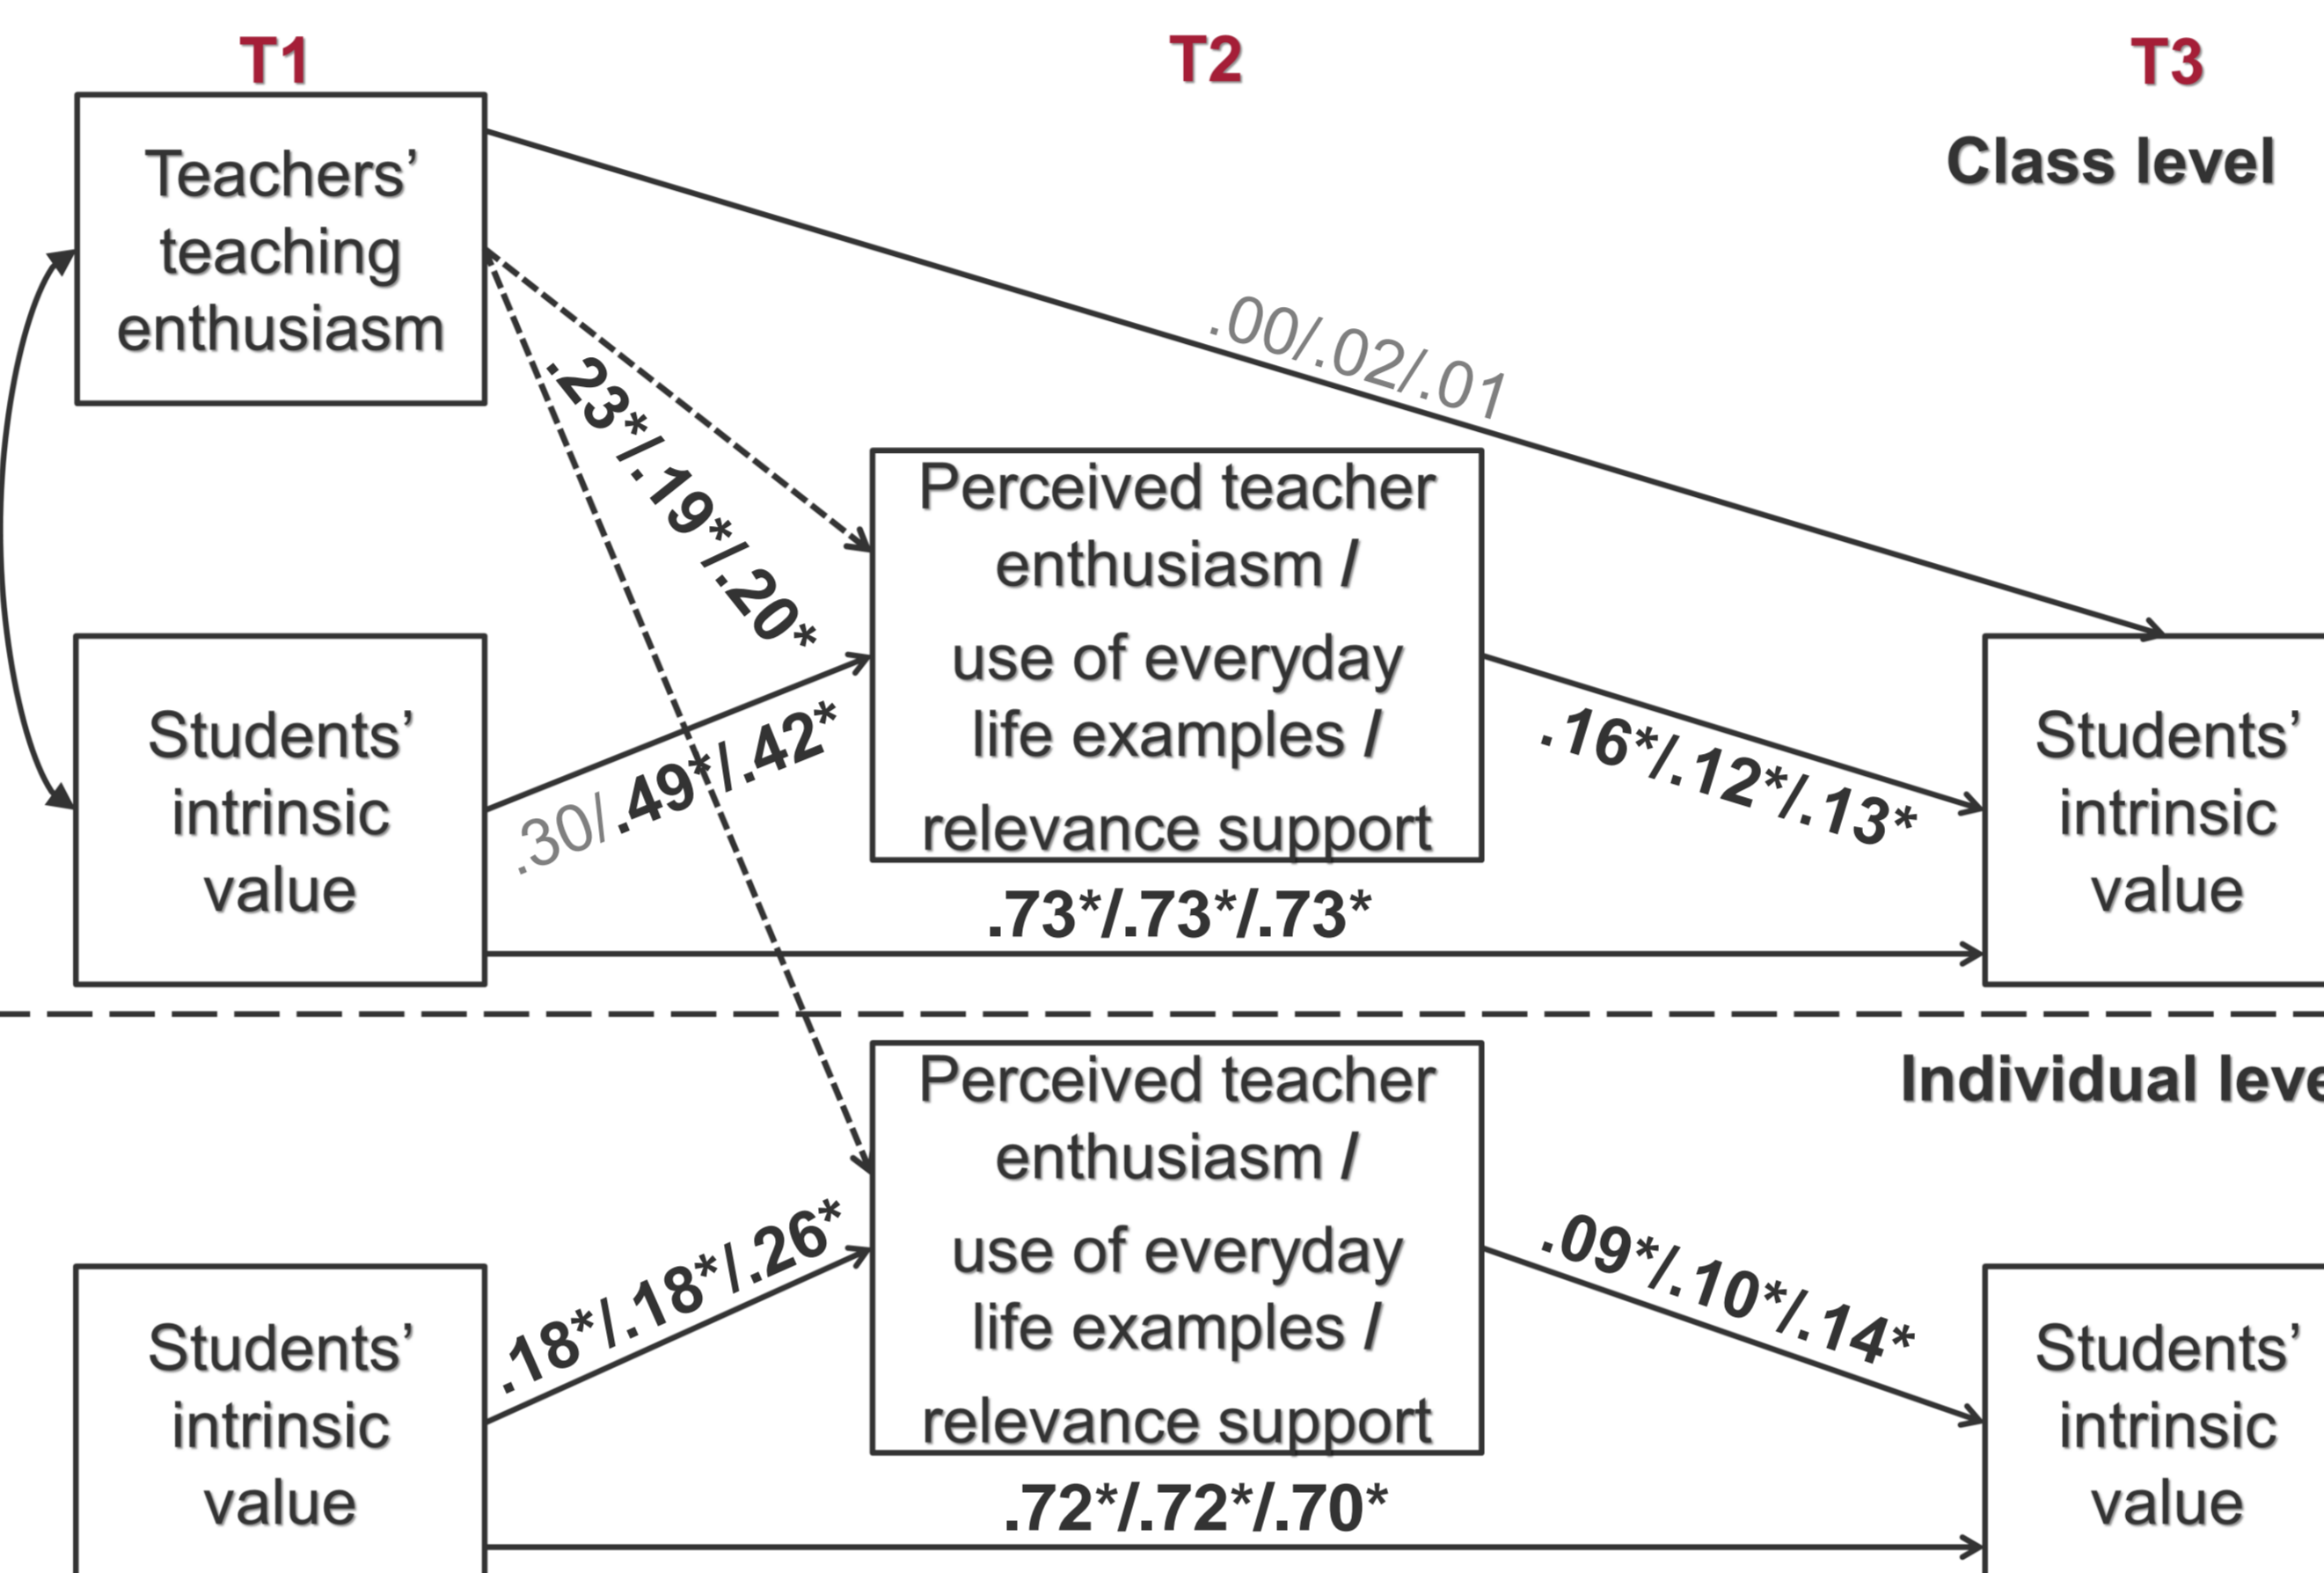 T1
T2
T3
Class level
Teachers’
teaching
enthusiasm
.00/.02/.01
.23*/.19*/.20*
Perceived teacher
enthusiasm /
use of everyday
life examples /
relevance support
Students’
intrinsic
value
.30/.49*/.42*
.16*/.12*/.13*
Students’
intrinsic
value
.73*/.73*/.73*
Individual leve
Perceived teacher
enthusiasm /
use of everyday
life examples /
relevance support
Students’
intrinsic
value
.18*/.18*/.26*
.09*/.10*/.14*
Students’
intrinsic
value
.72*/.72*/.70*